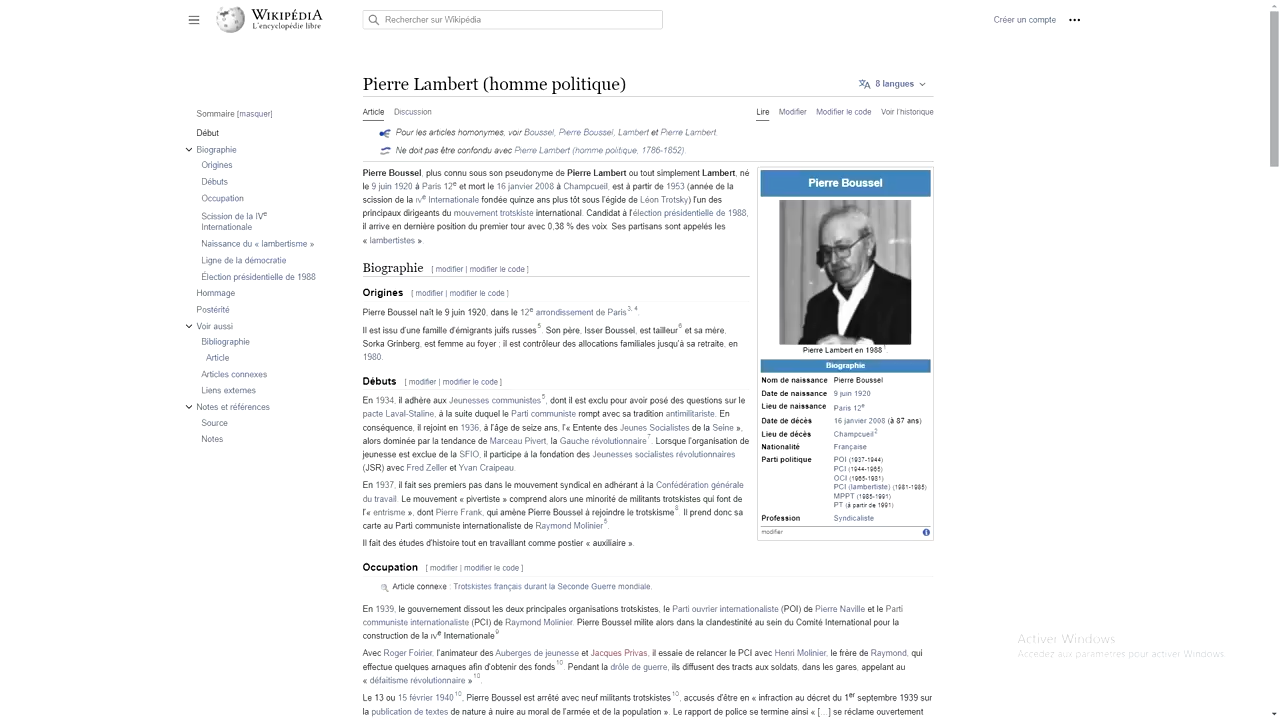 WIKIPÉDIA
L'encyclopédie libre
Rechercher sur Wikipédia
Créer un compte
Pierre Lambert (homme politique)
8 langues
Article Discussion
Lire Modifier Modifier le code Voir l'historique
Sommaire [masquer]
Début
Biographie
Origines
Débuts
Occupation
Scission de la IVe
Internationale
Naissance du « lambertisme »
Ligne de la démocratie
Élection présidentielle de 1988
Hommage
Postérité
Voir aussi
Bibliographie
Article
Articles connexes
Liens externes
Notes et références
Source
Notes
Pour les articles homonymes, voir Boussel, Pierre Boussel, Lambert et Pierre Lambert.
Ne doit pas être confondu avec Pierre Lambert (homme politique, 1786-1852).
Pierre Boussel, plus connu sous son pseudonyme de Pierre Lambert ou tout simplement Lambert, né
le 9 juin 1920 à Paris 12e et mort le 16 janvier 2008 à Champcueil, est à partir de 1953 (année de la
scission de la IVe Internationale fondée quinze ans plus tôt sous l'égide de Léon Trotsky) l'un des
principaux dirigeants du mouvement trotskiste international. Candidat à l'élection présidentielle de 1988,
il arrive en dernière position du premier tour avec 0,38 % des voix. Ses partisans sont appelés les
« lambertistes »
Biographie [ modifier | modifier le code ]
Origines [ modifier | modifier le code ]
Pierre Boussel naît le 9 juin 1920, dans le 12e arrondissement de Paris3, 4.
Il est issu d'une famille d'émigrants juifs russes5. Son père, Isser Boussel, est tailleur6 et sa mère,
Sorka Grinberg, est femme au foyer ; il est contrôleur des allocations familiales jusqu'à sa retraite, en
1980.
Débuts [ modifier | modifier le code ]
En 1934, il adhère aux Jeunesses communistes5, dont il est exclu pour avoir posé des questions sur le
pacte Laval-Staline, à la suite duquel le Parti communiste rompt avec sa tradition antimilitariste. En
conséquence, il rejoint en 1936, à l'âge de seize ans, l'« Entente des Jeunes Socialistes de la Seine »,
alors dominée par la tendance de Marceau Pivert, la Gauche révolutionnaire7. Lorsque l'organisation de
jeunesse est exclue de la SFIO, il participe à la fondation des Jeunesses socialistes révolutionnaires
(JSR) avec Fred Zeller et Yvan Craipeau.
En 1937, il fait ses premiers pas dans le mouvement syndical en adhérant à la Confédération générale
du travail. Le mouvement « pivertiste » comprend alors une minorité de militants trotskistes qui font de
l'« entrisme », dont Pierre Frank, qui amène Pierre Boussel à rejoindre le trotskisme8. Il prend donc sa
carte au Parti communiste internationaliste de Raymond Molinier5.
Il fait des études d'histoire tout en travaillant comme postier « auxiliaire ».
Occupation [ modifier | modifier le code ]
Article connexe : Trotskistes français durant la Seconde Guerre mondiale.
En 1939, le gouvernement dissout les deux principales organisations trotskistes, le Parti ouvrier internationaliste (POI) de Pierre Naville et le Parti
communiste internationaliste (PCI) de Raymond Molinier. Pierre Boussel milite alors dans la clandestinité au sein du Comité International pour la
construction de la IVe Internationale9
Avec Roger Foirier, l'animateur des Auberges de jeunesse et Jacques Privas, il essaie de relancer le PCI avec Henri Molinier, le frère de Raymond, qui
effectue quelques arnaques afin d'obtenir des fonds10. Pendant la drôle de guerre, ils diffusent des tracts aux soldats, dans les gares, appelant au
« défaitisme révolutionnaire »10.
Le 13 ou 15 février 194010, Pierre Boussel est arrêté avec neuf militants trotskistes10, accusés d'être en « infraction au décret du 1er septembre 1939 sur
la publication de textes de nature à nuire au moral de l'armée et de la population ». Le rapport de police se termine ainsi « [...] se réclame ouvertement
Pierre Boussel
Pierre Lambert en 19881.
Biographie
Nom de naissance Pierre Boussel
Date de naissance 9 juin 1920
Lieu de naissance Paris 12e
Date de décès 16 janvier 2008 (à 87 ans)
Lieu de décès Champcueil2
Nationalité Française
Parti politique POI (1937-1944)
PCI (1944-1965)
OCI (1965-1981)
PCI (lambertiste) (1981-1985)
MPPT (1985-1991)
PT (à partir de 1991)
Profession Syndicaliste
modifier
Activer Windows
Accédez aux paramètres pour activer Windows.